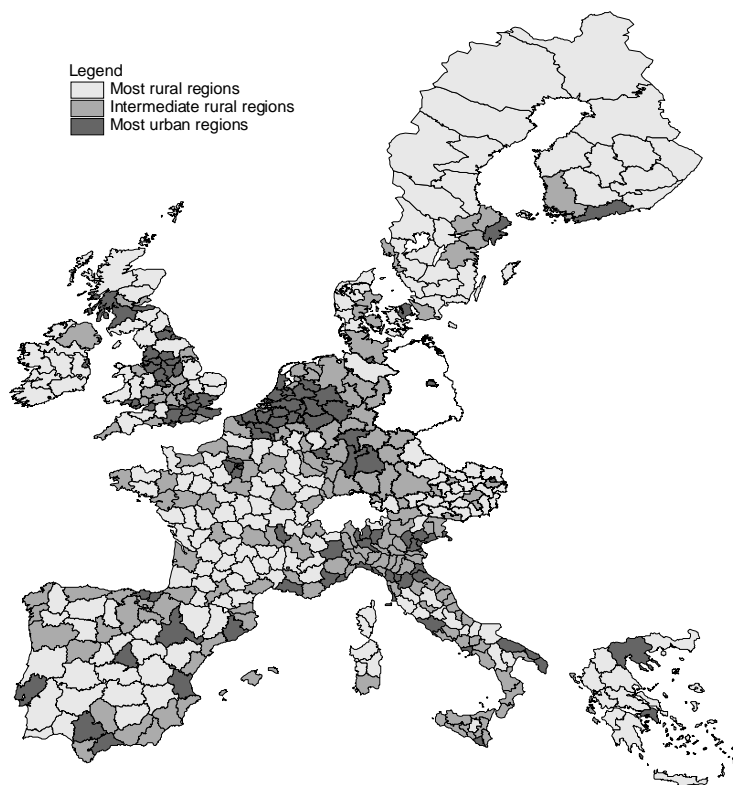 Legend
Most rural regions
Intermediate rural regions
Most urban regions